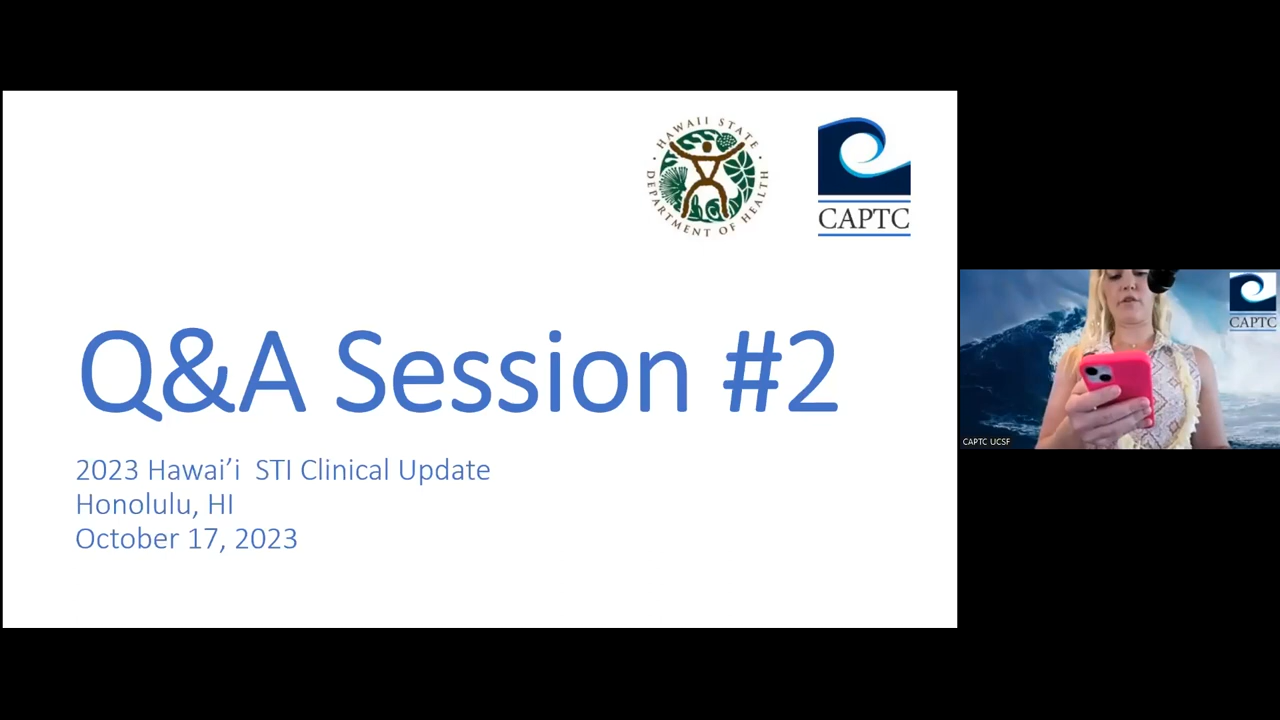 HAWAII STATE
DEPARTMENT OF HEALTH
CAPTC
Q&A Session #2
2023 Hawai’i  STI Clinical Update
Honolulu, HI
October 17, 2023
CAPTC
CAPTC UCSF